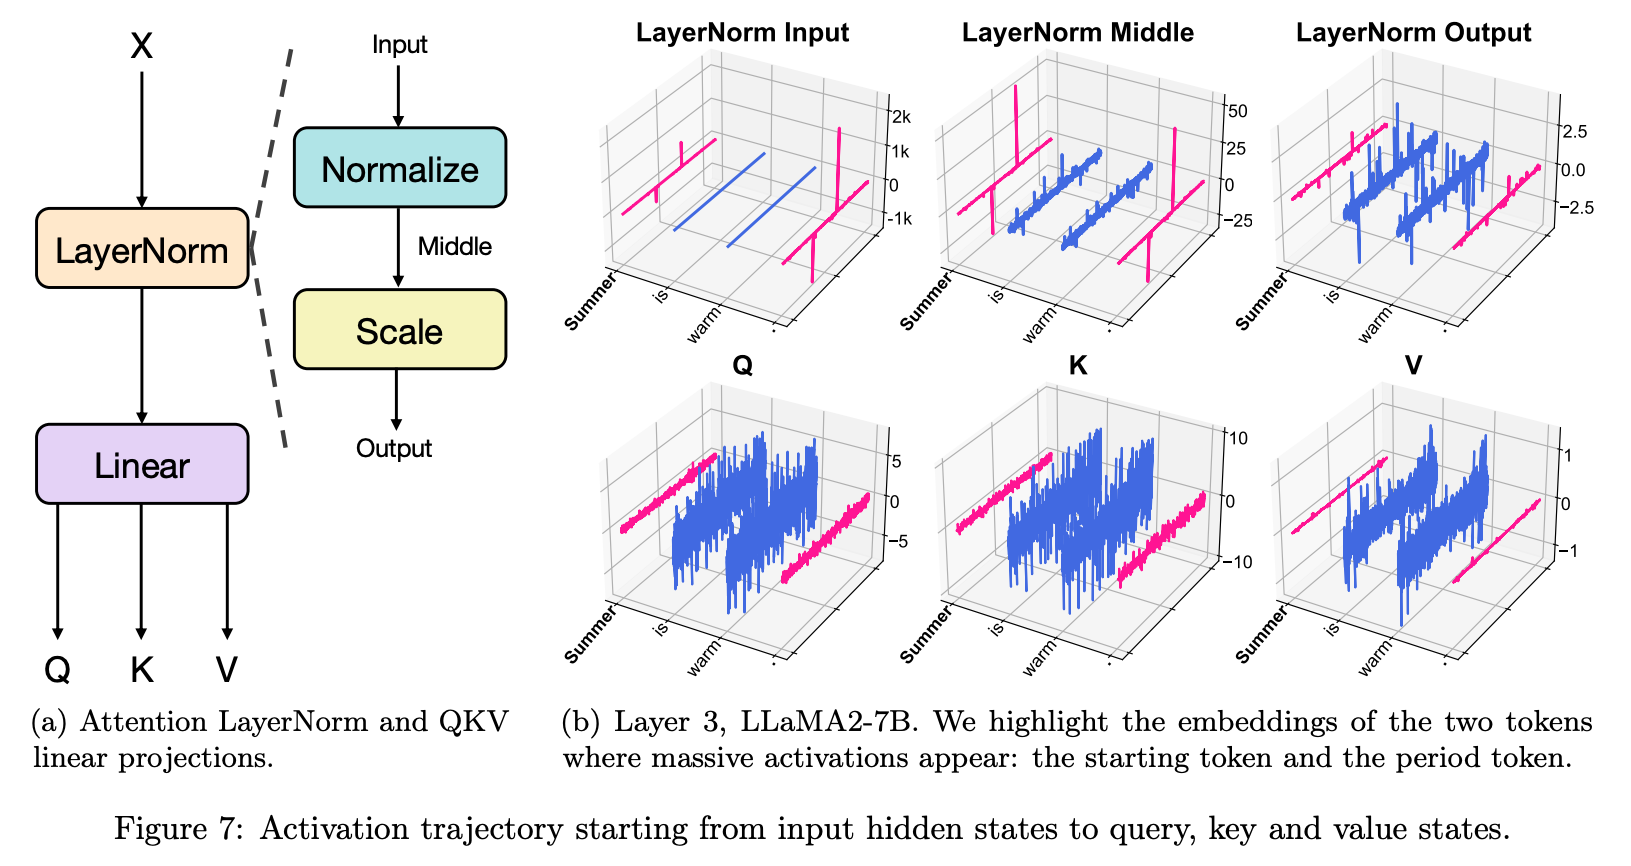 X
LayerNorm
Linear
Q K V
Input
Normalize
Middle
Scale
Output
(a) Attention LayerNorm and QKV
linear projections.
LayerNorm Input
2k
1k
0
-1k
Summer
is
warm
.
LayerNorm Middle
50
25
0
−25
Summer
is
warm
.
LayerNorm Output
2.5
0.0
−2.5
Summer
is
warm
.
Q
5
0
−5
Summer
is
warm
.
K
10
0
−10
Summer
is
warm
.
V
1
0
−1
Summer
is
warm
.
(b) Layer 3, LLaMA2-7B. We highlight the embeddings of the two tokens
where massive activations appear: the starting token and the period token.
Figure 7: Activation trajectory starting from input hidden states to query, key and value states.